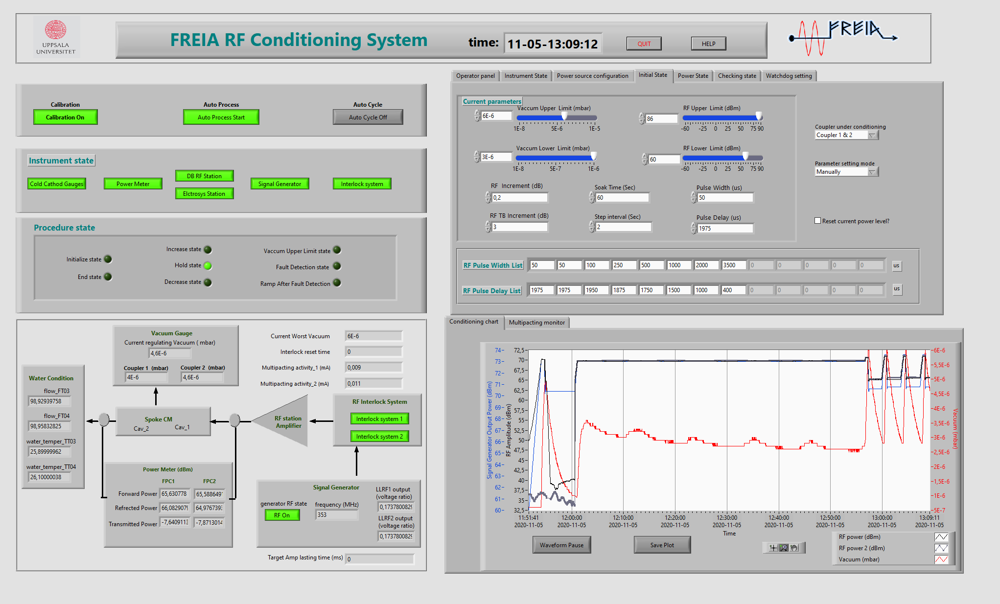 UPPSALA
UNIVERSITET
FREIA RF Conditioning System
time:
11-05-13:09:12
QUIT
HELP
FREIA
Calibration
Calibration On
Auto Process
Auto Process Start
Auto Cycle
Auto Cycle Off
Instrument state
Cold Cathod Gauges
Power Meter
DB RF Station
Elctrosys Station
Signal Generator
Interlock system
Procedure state
Initialize state
End state
Increase state
Hold state
Decrease state
Vaccum Upper Limit state
Fault Detection state
Ramp After Fault Detection
Vacuum Gauge
Current regulating Vacuum ( mbar)
4,6E-6
Coupler 1 (mbar)
Coupler 2 (mbar)
4E-6
4,6E-6
Current Worst Vacuum
6E-6
Interlock reset time
0
Multipacting activity_1 (mA)
0,009
Multipacting activity_2 (mA)
0,011
Water Condition
flow_FT03
98,92939758
flow_FT04
98,95832825
water_temper_TT03
25,89999962
water_temper_TT04
26,10000038
Spoke CM
Cav_2
Cav_1
RF station
Amplifier
RF Interlock System
Interlock system 1
Interlock system 2
Power Meter (dBm)
FPC1
FPC2
Forward Power
65,630778
65,588649
Refrected Power
66,082907
64,976739
Transmitted Power
-7,6409113
-7,8713014
Signal Generator
generator RF state
RF On
frequency (MHz)
353
LLRF1 output
(voltage ratio)
0,173780082
LLRF2 output
(voltage ratio)
0,173780082
Target Amp lasting time (ms)
0
Operator panel
Instrument State
Power source configuration
Initial State
Power State
Checking state
Watchdog setting
Current parameters
Vaccum Upper Limit (mbar)
6E-6
1E-8 5E-6 1E-5
RF Upper Limit (dBm)
86
-60 -25 0 25 50 75 90
Vaccum Lower Limit (mbar)
3E-6
1E-8 5E-7 1E-6
RF Lower Limit (dBm)
60
-60 -25 0 25 50 75 90
RF Increment (dB)
0,2
Soak Time (Sec)
60
Pulse Width (us)
50
RF TB Increment (dB)
3
Step interval (Sec)
2
Pulse Delay (us)
1975
Coupler under conditioning
Coupler 1 & 2
Parameter setting mode
Manually
Reset current power level?
RF Pulse Width List
50 50 100 250 500 1000 2000 3500 0 0 0 0 0
us
RF Pulse Delay List
1975 1975 1950 1875 1750 1500 1000 400 0 0 0 0 0
us
Conditioning chart
Multipacting monitor
Signal Generator Output Power (dBm)
74
73
72
71
70
69
68
67
66
65
64
63
62
61
60
RF Amplitude (dBm)
72,5
70
67,5
65
62,5
60
57,5
55
52,5
50
47,5
45
42,5
40
37,5
35
32,5
6E-6
5,5E-6
5E-6
4,5E-6
4E-6
3,5E-6
3E-6
2,5E-6
2E-6
1,5E-6
1E-6
5E-7
Vacuum (mbar)
11:51:41 12:00:00 12:10:00 12:20:00 12:30:00 12:40:00 12:50:00 13:00:00 13:09:11
2020-11-05 2020-11-05 2020-11-05 2020-11-05 2020-11-05 2020-11-05 2020-11-05 2020-11-05 2020-11-05
Time
Waveform Pause
Save Plot
RF power (dBm)
RF power 2 (dBm)
Vacuum (mbar)